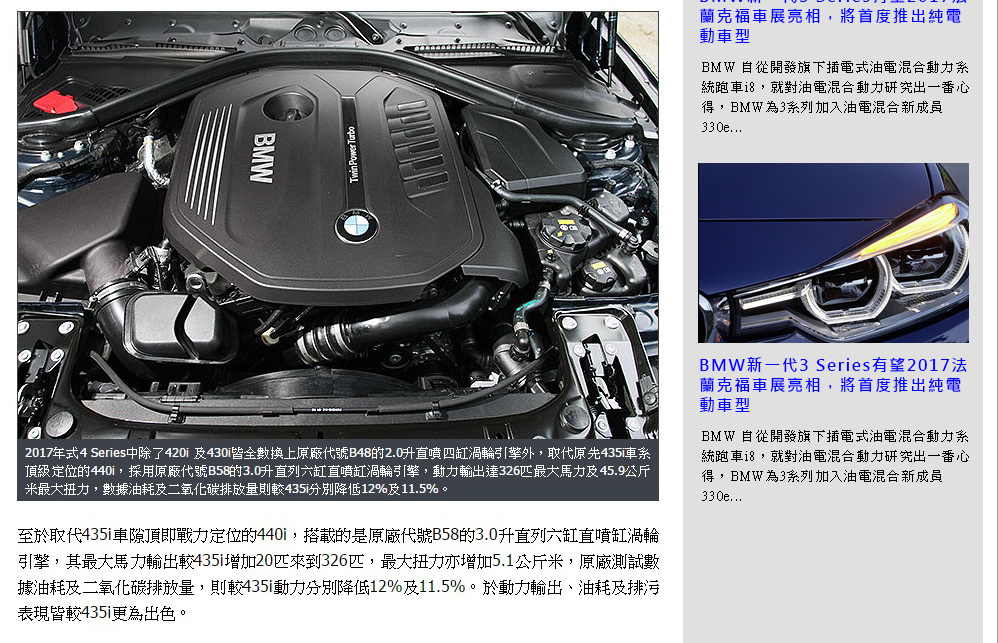 BMW
TwinPower Turbo
BMW
2017年式4 Series中除了420i 及430i皆全數換上原廠代號B48的2.0升直噴四缸渦輪引擎外，取代原先435i車系
頂級定位的440i，採用原廠代號B58的3.0升直列六缸直噴缸渦輪引擎，動力輸出達326匹最大馬力及45.9公斤
米最大扭力，數據油耗及二氧化碳排放量則較435i分別降低12%及11.5%。
至於取代435i車隙頂即戰力定位的440i，搭載的是原廠代號B58的3.0升直列六缸直噴缸渦輪
引擎，其最大馬力輸出較435i增加20匹來到326匹，最大扭力亦增加5.1公斤米，原廠測試數
據油耗及二氧化碳排放量，則較435i動力分別降低12%及11.5%。於動力輸出、油耗及排污
表現皆較435i更為出色。
BMW新一代3 Series有望2017法
蘭克福車展亮相，將首度推出純電
動車型
BMW 自從開發旗下插電式油電混合動力系
統跑車i8，就對油電混合動力研究出一番心
得，BMW為3系列加入油電混合新成員
330e...
BMW新一代3 Series有望2017法
蘭克福車展亮相，將首度推出純電
動車型
BMW 自從開發旗下插電式油電混合動力系
統跑車i8，就對油電混合動力研究出一番心
得，BMW為3系列加入油電混合新成員
330e...